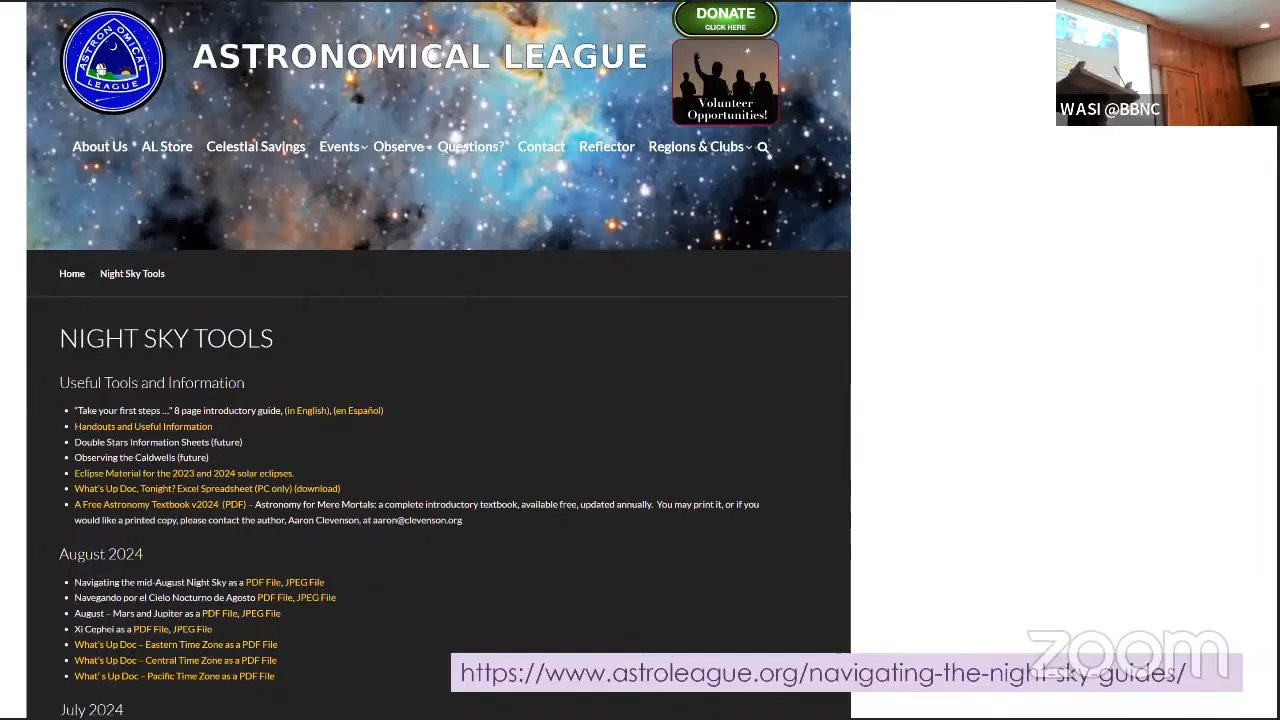 DONATE
CLICK HERE
ASTRONOMICAL LEAGUE
ASTRONOMICAL
LEAGUE
Volunteer
Opportunities!
WASI @BBNC
About Us AL Store Celestial Savings Events Observe Questions? Contact Reflector Regions & Clubs
Home Night Sky Tools
NIGHT SKY TOOLS
Useful Tools and Information
"Take your first steps ..." 8 page introductory guide, (in English), (en Español)
Handouts and Useful Information
Double Stars Information Sheets (future)
Observing the Caldwells (future)
Eclipse Material for the 2023 and 2024 solar eclipses.
What's Up Doc, Tonight? Excel Spreadsheet (PC only) (download)
A Free Astronomy Textbook v2024 (PDF) – Astronomy for Mere Mortals: a complete introductory textbook, available free, updated annually. You may print it, or if you
would like a printed copy, please contact the author, Aaron Clevenson, at aaron@clevenson.org
August 2024
Navigating the mid-August Night Sky as a PDF File, JPEG File
Navegando por el Cielo Nocturno de Agosto PDF File, JPEG File
August – Mars and Jupiter as a PDF File, JPEG File
Xi Cephei as a PDF File, JPEG File
What's Up Doc – Eastern Time Zone as a PDF File
What's Up Doc – Central Time Zone as a PDF File
What' s Up Doc – Pacific Time Zone as a PDF File
zoom
https://www.astroleague.org/navigating-the-night-sky-guides/
July 2024